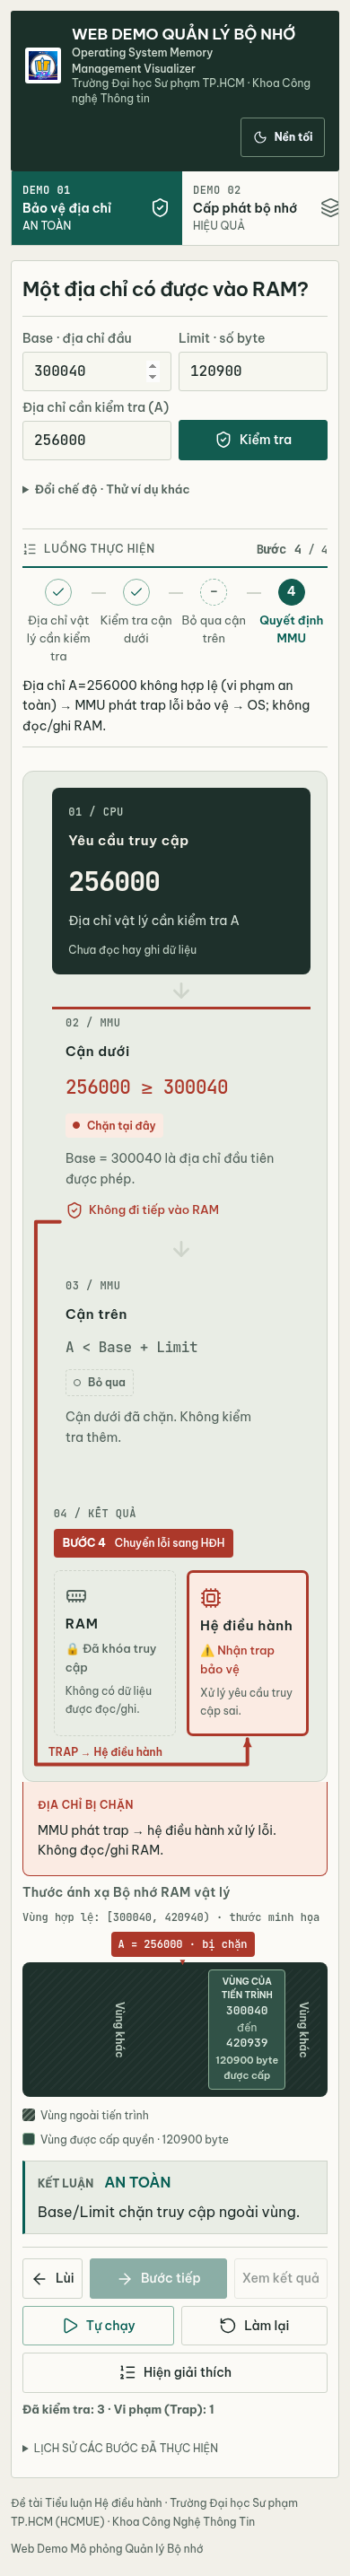 WEB DEMO QUẢN LÝ BỘ NHỚ
Operating System Memory
Management Visualizer
Trường Đại học Sư phạm TP.HCM · Khoa Công
nghệ Thông tin
Nền tối
DEMO 01
Bảo vệ địa chỉ
AN TOÀN
DEMO 02
Cấp phát bộ nhớ
HIỆU QUẢ
Một địa chỉ có được vào RAM?
Base · địa chỉ đầu
Limit · số byte
300040
120900
Địa chỉ cần kiểm tra (A)
256000
Kiểm tra
Đổi chế độ · Thử ví dụ khác
LUỒNG THỰC HIỆN
Bước 4 / 4
4
Địa chỉ vật
lý cần kiểm
tra
Kiểm tra cận
dưới
Bỏ qua cận
trên
Quyết định
MMU
Địa chỉ A=256000 không hợp lệ (vi phạm an
toàn) → MMU phát trap lỗi bảo vệ → OS; không
đọc/ghi RAM.
01 / CPU
Yêu cầu truy cập
256000
Địa chỉ vật lý cần kiểm tra A
Chưa đọc hay ghi dữ liệu
02 / MMU
Cận dưới
256000 ≥ 300040
Chặn tại đây
Base = 300040 là địa chỉ đầu tiên
được phép.
Không đi tiếp vào RAM
03 / MMU
Cận trên
A < Base + Limit
Bỏ qua
Cận dưới đã chặn. Không kiểm
tra thêm.
04 / KẾT QUẢ
BƯỚC 4 Chuyển lỗi sang HĐH
RAM
🔒 Đã khóa truy
cập
Không có dữ liệu
được đọc/ghi.
Hệ điều hành
⚠️ Nhận trap
bảo vệ
Xử lý yêu cầu truy
cập sai.
TRAP → Hệ điều hành
ĐỊA CHỈ BỊ CHẶN
MMU phát trap → hệ điều hành xử lý lỗi.
Không đọc/ghi RAM.
Thước ánh xạ Bộ nhớ RAM vật lý
Vùng hợp lệ: [300040, 420940) · thước minh họa
A = 256000 · bị chặn
Vùng khác
VÙNG CỦA
TIẾN TRÌNH
300040
đến
420939
120900 byte
được cấp
Vùng khác
Vùng ngoài tiến trình
Vùng được cấp quyền · 120900 byte
KẾT LUẬN AN TOÀN
Base/Limit chặn truy cập ngoài vùng.
Lùi
Bước tiếp
Xem kết quả
Tự chạy
Làm lại
Hiện giải thích
Đã kiểm tra: 3 · Vi phạm (Trap): 1
LỊCH SỬ CÁC BƯỚC ĐÃ THỰC HIỆN
Đề tài Tiểu luận Hệ điều hành · Trường Đại học Sư phạm
TP.HCM (HCMUE) · Khoa Công Nghệ Thông Tin
Web Demo Mô phỏng Quản lý Bộ nhớ